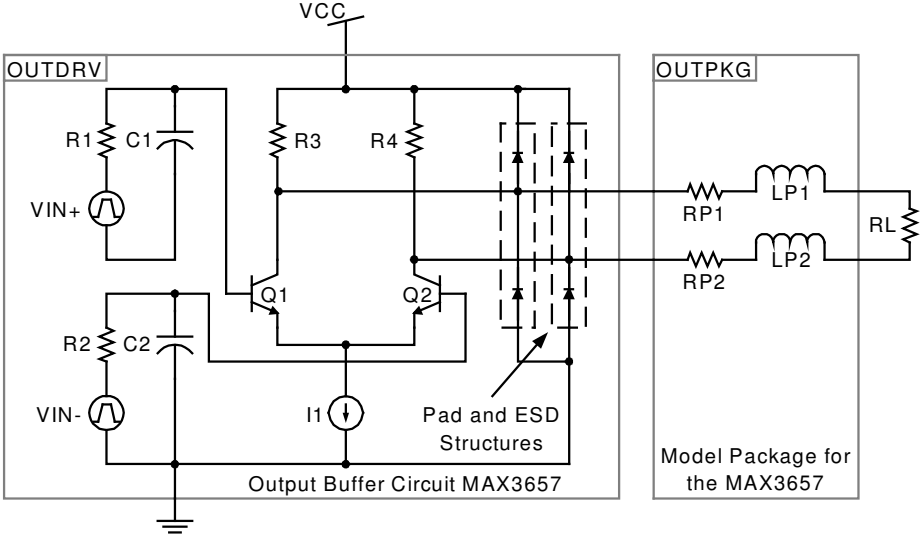 VCC
OUTDRV
OUTPKG
R1
C1
R3
R4
VIN+
LP1
RP1
RL
LP2
RP2
Q1
Q2
R2
C2
VIN-
I1
Pad and ESD
Structures
Output Buffer Circuit MAX3657
Model Package for
the MAX3657